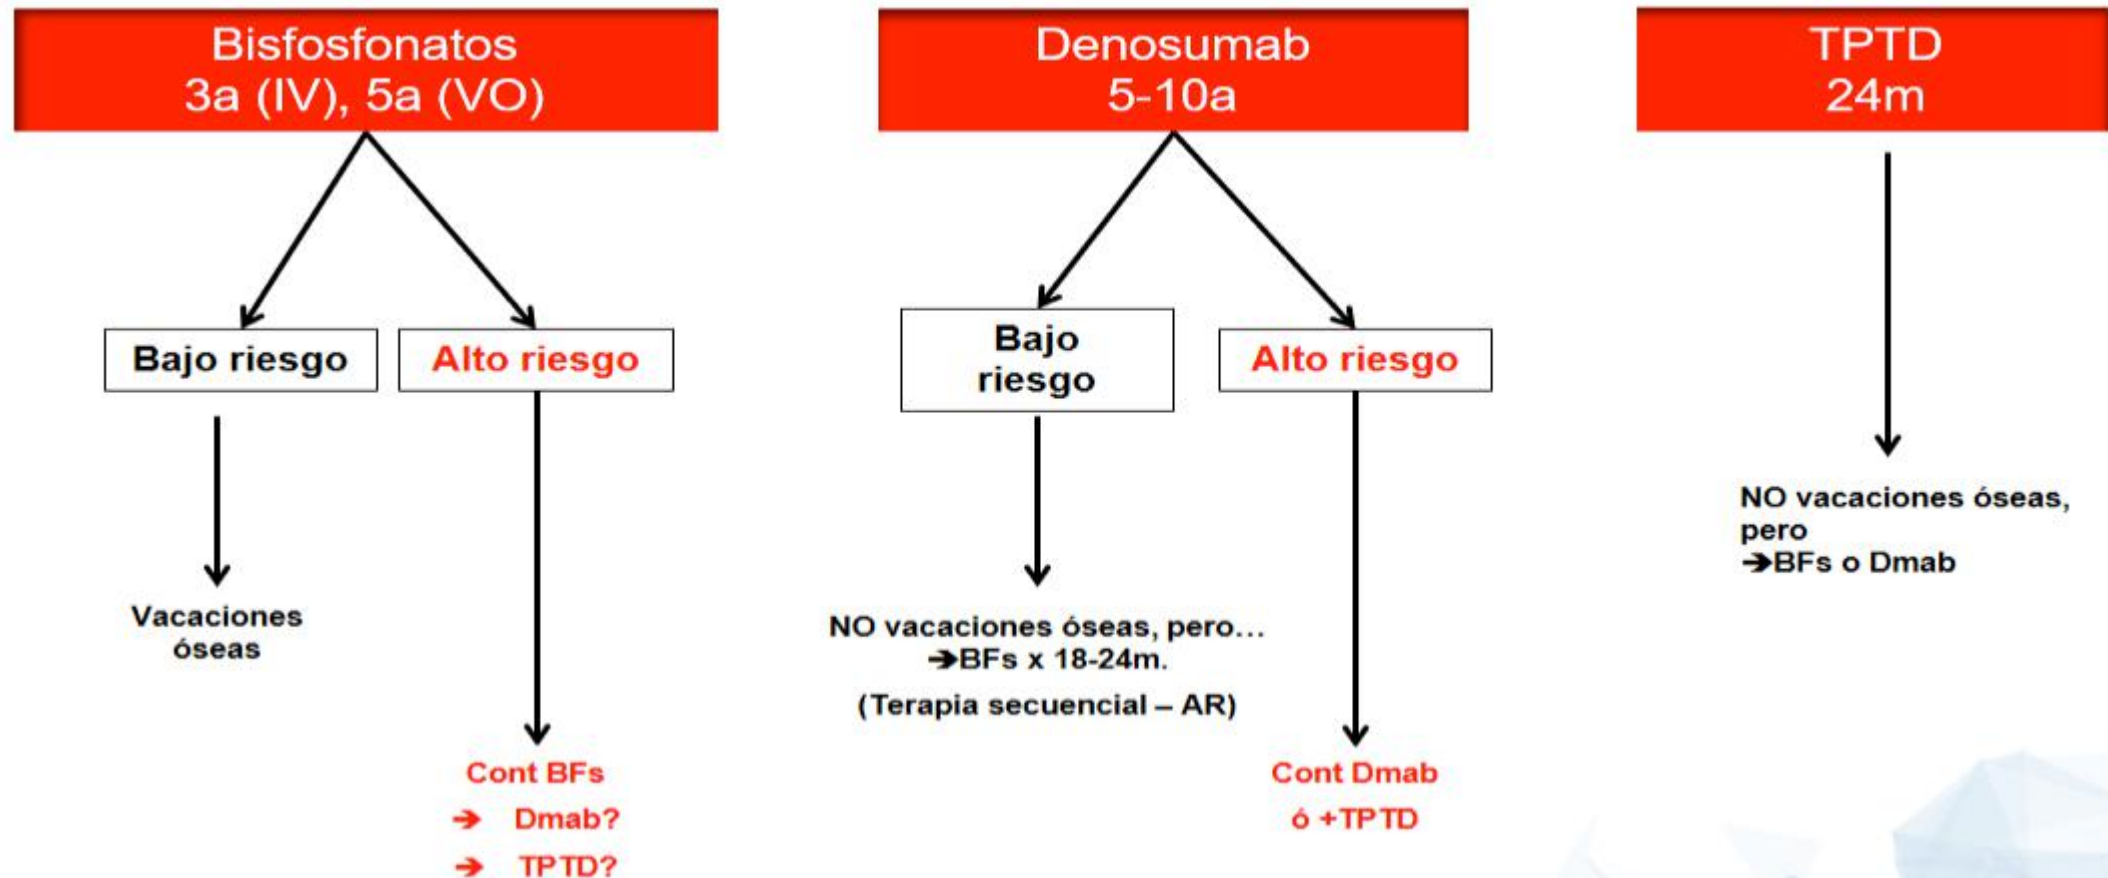 Bisfosfonatos
3a (IV), 5a (VO)
Bajo riesgo
Alto riesgo
Vacaciones
óseas
Cont BFs
➔ Dmab?
➔ TPTD?
Denosumab
5-10a
Bajo
riesgo
Alto riesgo
NO vacaciones óseas, pero…
➔BFs x 18-24m.
(Terapia secuencial – AR)
Cont Dmab
ó +TPTD
TPTD
24m
NO vacaciones óseas,
pero
➔BFs o Dmab